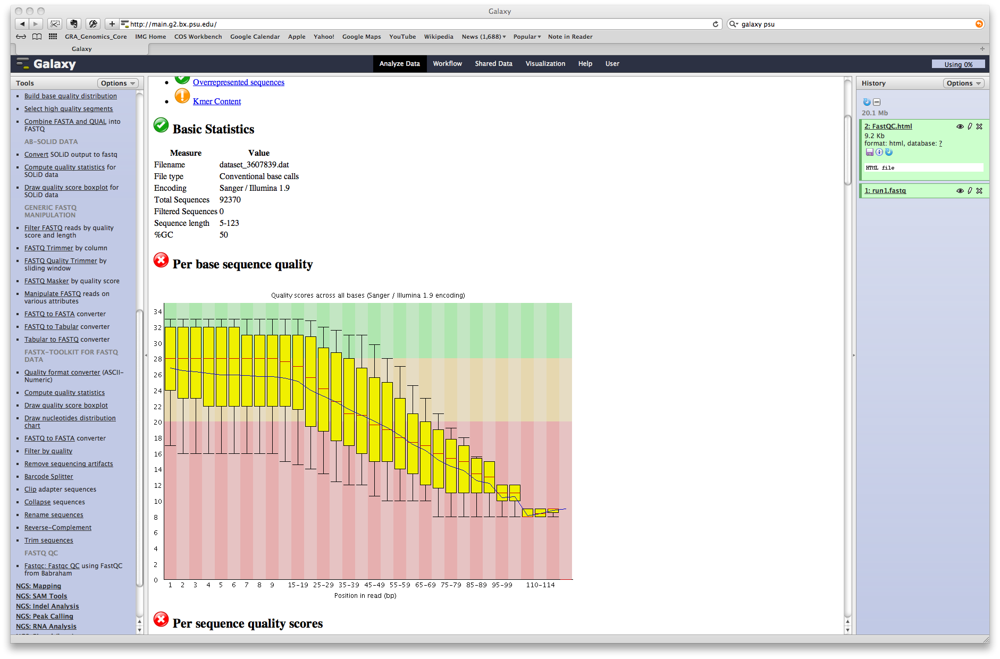 Galaxy
http://main.g2.bx.psu.edu/
galaxy psu
GRA_Genomics_Core IMG Home COS Workbench Google Calendar Apple Yahoo! Google Maps YouTube Wikipedia News (1,688) Popular Note in Reader
Galaxy
Galaxy
Analyze Data Workflow Shared Data Visualization Help User
Using 0%
Tools
Options
Build base quality distribution
Select high quality segments
Combine FASTA and QUAL into
FASTQ
AB-SOLID DATA
Convert SOLiD output to fastq
Compute quality statistics for
SOLiD data
Draw quality score boxplot for
SOLiD data
GENERIC FASTQ
MANIPULATION
Filter FASTQ reads by quality
score and length
FASTQ Trimmer by column
FASTQ Quality Trimmer by
sliding window
FASTQ Masker by quality score
Manipulate FASTQ reads on
various attributes
FASTQ to FASTA converter
FASTQ to Tabular converter
Tabular to FASTQ converter
FASTX-TOOLKIT FOR FASTQ
DATA
Quality format converter (ASCII-
Numeric)
Compute quality statistics
Draw quality score boxplot
Draw nucleotides distribution
chart
FASTQ to FASTA converter
Filter by quality
Remove sequencing artifacts
Barcode Splitter
Clip adapter sequences
Collapse sequences
Rename sequences
Reverse-Complement
Trim sequences
FASTQ QC
Fastqc: Fastqc QC using FastQC
from Babraham
NGS: Mapping
NGS: SAM Tools
NGS: Indel Analysis
NGS: Peak Calling
NGS: RNA Analysis
Overrepresented sequences
Kmer Content
Basic Statistics
Measure Value
Filename dataset_3607839.dat
File type Conventional base calls
Encoding Sanger / Illumina 1.9
Total Sequences 92370
Filtered Sequences 0
Sequence length 5-123
%GC 50
Per base sequence quality
Quality scores across all bases (Sanger / Illumina 1.9 encoding)
34
32
30
28
26
24
22
20
18
16
14
12
10
8
6
4
2
0
1 2 3 4 5 6 7 8 9 15-19 25-29 35-39 45-49 55-59 65-69 75-79 85-89 95-99 110-114
Position in read (bp)
Per sequence quality scores
History
Options
20.1 Mb
2: FastQC.html
9.2 Kb
format: html, database: ?
HTML file
1: run1.fastq